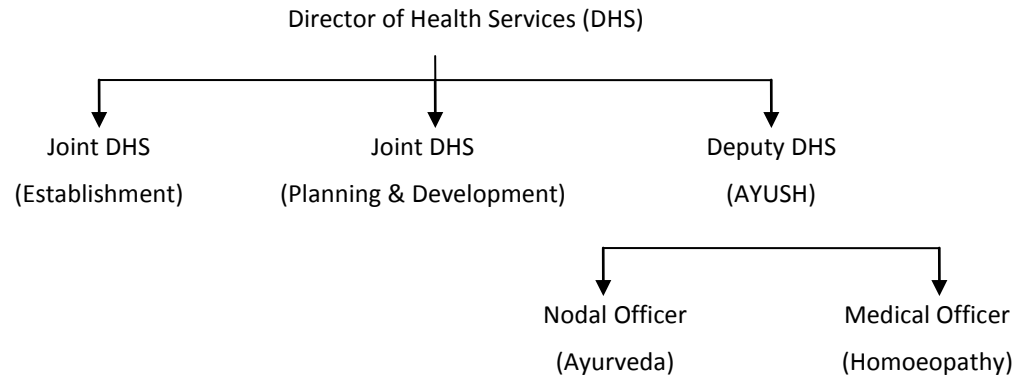 Director of Health Services (DHS)
Joint DHS
(Establishment)
Joint DHS
(Planning & Development)
Deputy DHS
(AYUSH)
Nodal Officer
(Ayurveda)
Medical Officer
(Homoeopathy)